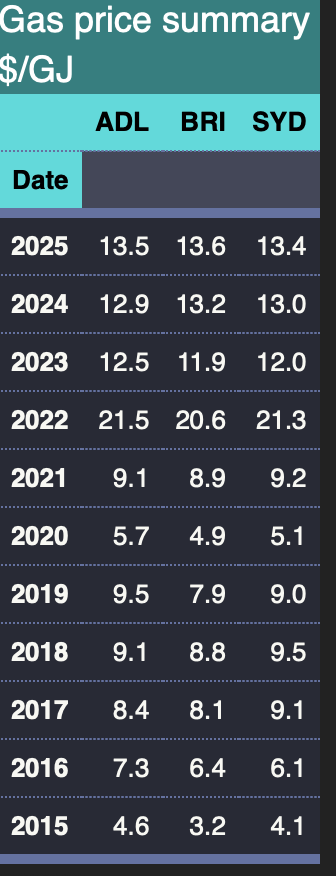 Gas price summary
$/GJ
ADL BRI SYD
Date
2025 13.5 13.6 13.4
2024 12.9 13.2 13.0
2023 12.5 11.9 12.0
2022 21.5 20.6 21.3
2021 9.1 8.9 9.2
2020 5.7 4.9 5.1
2019 9.5 7.9 9.0
2018 9.1 8.8 9.5
2017 8.4 8.1 9.1
2016 7.3 6.4 6.1
2015 4.6 3.2 4.1